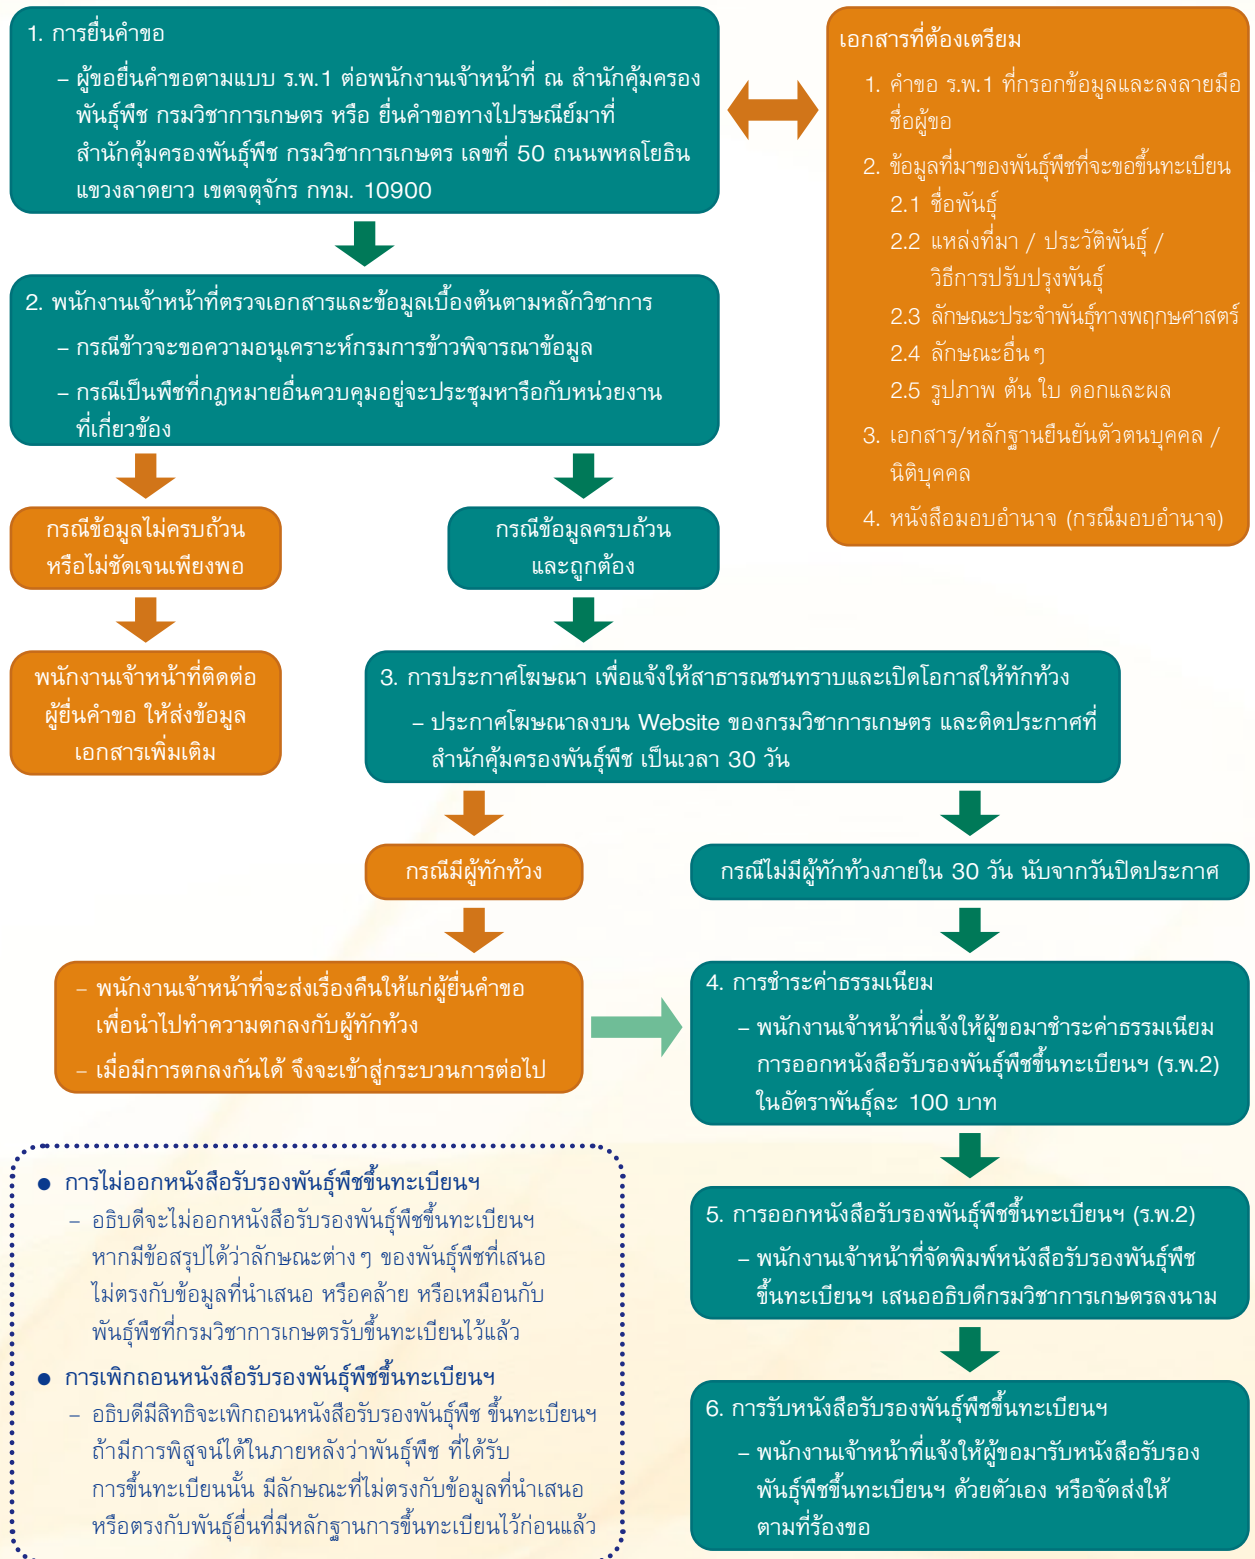 1. การยื่นคำขอ
– ผู้ขอยื่นคำขอตามแบบ ร.พ.1 ต่อพนักงานเจ้าหน้าที่ ณ สำนักคุ้มครอง
พันธุ์พืช กรมวิชาการเกษตร หรือ ยื่นคำขอทางไปรษณีย์มาที่
สำนักคุ้มครองพันธุ์พืช กรมวิชาการเกษตร เลขที่ 50 ถนนพหลโยธิน
แขวงลาดยาว เขตจตุจักร กทม. 10900
เอกสารที่ต้องเตรียม
1. คำขอ ร.พ.1 ที่กรอกข้อมูลและลงลายมือ
ชื่อผู้ขอ
2. ข้อมูลที่มาของพันธุ์พืชที่จะขอขึ้นทะเบียน
2.1 ชื่อพันธุ์
2.2 แหล่งที่มา / ประวัติพันธุ์ /
วิธีการปรับปรุงพันธุ์
2.3 ลักษณะประจำพันธุ์ทางพฤกษศาสตร์
2.4 ลักษณะอื่นๆ
2.5 รูปภาพ ต้น ใบ ดอกและผล
3. เอกสาร/หลักฐานยืนยันตัวตนบุคคล /
นิติบุคคล
4. หนังสือมอบอำนาจ (กรณีมอบอำนาจ)
2. พนักงานเจ้าหน้าที่ตรวจเอกสารและข้อมูลเบื้องต้นตามหลักวิชาการ
– กรณีข้าวจะขอความอนุเคราะห์กรมการข้าวพิจารณาข้อมูล
– กรณีเป็นพืชที่กฎหมายอื่นควบคุมอยู่จะประชุมหารือกับหน่วยงาน
ที่เกี่ยวข้อง
กรณีข้อมูลไม่ครบถ้วน
หรือไม่ชัดเจนเพียงพอ
กรณีข้อมูลครบถ้วน
และถูกต้อง
พนักงานเจ้าหน้าที่ติดต่อ
ผู้ยื่นคำขอ ให้ส่งข้อมูล
เอกสารเพิ่มเติม
3. การประกาศโฆษณา เพื่อแจ้งให้สาธารณชนทราบและเปิดโอกาสให้ทักท้วง
– ประกาศโฆษณาลงบน Website ของกรมวิชาการเกษตร และติดประกาศที่
สำนักคุ้มครองพันธุ์พืช เป็นเวลา 30 วัน
กรณีมีผู้ทักท้วง
กรณีไม่มีผู้ทักท้วงภายใน 30 วัน นับจากวันปิดประกาศ
– พนักงานเจ้าหน้าที่จะส่งเรื่องคืนให้แก่ผู้ยื่นคำขอ
เพื่อนำไปทำความตกลงกับผู้ทักท้วง
– เมื่อมีการตกลงกันได้ จึงจะเข้าสู่กระบวนการต่อไป
4. การชำระค่าธรรมเนียม
– พนักงานเจ้าหน้าที่แจ้งให้ผู้ขอมาชำระค่าธรรมเนียม
การออกหนังสือรับรองพันธุ์พืชขึ้นทะเบียนฯ (ร.พ.2)
ในอัตราพันธุ์ละ 100 บาท
● การไม่ออกหนังสือรับรองพันธุ์พืชขึ้นทะเบียนฯ
– อธิบดีจะไม่ออกหนังสือรับรองพันธุ์พืชขึ้นทะเบียนฯ
หากมีข้อสรุปได้ว่าลักษณะต่างๆ ของพันธุ์พืชที่เสนอ
ไม่ตรงกับข้อมูลที่นำเสนอ หรือคล้าย หรือเหมือนกับ
พันธุ์พืชที่กรมวิชาการเกษตรรับขึ้นทะเบียนไว้แล้ว
● การเพิกถอนหนังสือรับรองพันธุ์พืชขึ้นทะเบียนฯ
– อธิบดีมีสิทธิจะเพิกถอนหนังสือรับรองพันธุ์พืช ขึ้นทะเบียนฯ
ถ้ามีการพิสูจน์ได้ในภายหลังว่าพันธุ์พืช ที่ได้รับ
การขึ้นทะเบียนนั้น มีลักษณะที่ไม่ตรงกับข้อมูลที่นำเสนอ
หรือตรงกับพันธุ์อื่นที่มีหลักฐานการขึ้นทะเบียนไว้ก่อนแล้ว
5. การออกหนังสือรับรองพันธุ์พืชขึ้นทะเบียนฯ (ร.พ.2)
– พนักงานเจ้าหน้าที่จัดพิมพ์หนังสือรับรองพันธุ์พืช
ขึ้นทะเบียนฯ เสนออธิบดีกรมวิชาการเกษตรลงนาม
6. การรับหนังสือรับรองพันธุ์พืชขึ้นทะเบียนฯ
– พนักงานเจ้าหน้าที่แจ้งให้ผู้ขอมารับหนังสือรับรอง
พันธุ์พืชขึ้นทะเบียนฯ ด้วยตัวเอง หรือจัดส่งให้
ตามที่ร้องขอ